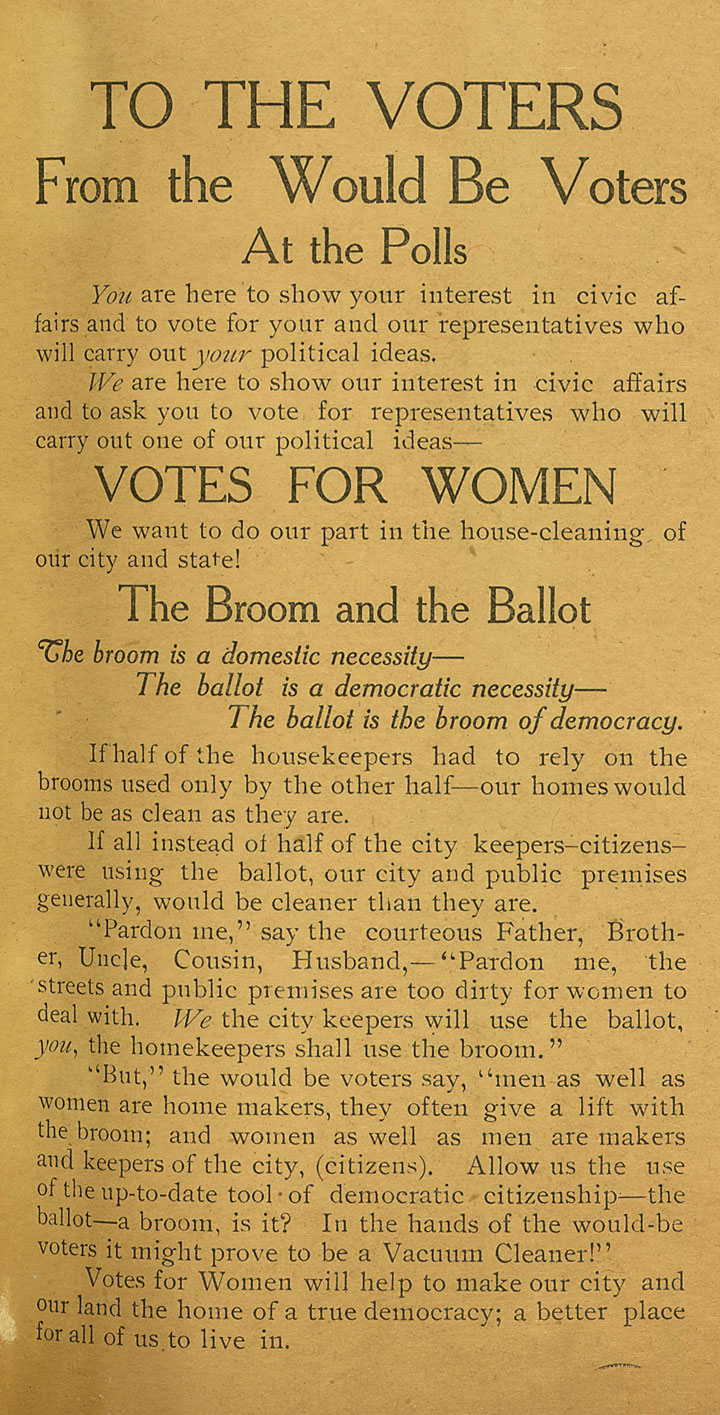 TO THE VOTERS
From the Would Be Voters
At the Polls
You are here to show your interest in civic af-
fairs and to vote for your and our representatives who
will carry out your political ideas.
We are here to show our interest in civic affairs
and to ask you to vote for representatives who will
carry out one of our political ideas—
VOTES FOR WOMEN
We want to do our part in the house-cleaning of
our city and state!
The Broom and the Ballot
The broom is a domestic necessity—
The ballot is a democratic necessity—
The ballot is the broom of democracy.
If half of the housekeepers had to rely on the
brooms used only by the other half—our homes would
not be as clean as they are.
If all instead of half of the city keepers—citizens—
were using the ballot, our city and public premises
generally, would be cleaner than they are.
"Pardon me," say the courteous Father, Broth-
er, Uncle, Cousin, Husband,—"Pardon me, the
streets and public premises are too dirty for women to
deal with. We the city keepers will use the ballot,
you, the homekeepers shall use the broom."
"But," the would be voters say, "men as well as
women are home makers, they often give a lift with
the broom; and women as well as men are makers
and keepers of the city, (citizens). Allow us the use
of the up-to-date tool of democratic citizenship—the
ballot—a broom, is it? In the hands of the would-be
voters it might prove to be a Vacuum Cleaner!"
Votes for Women will help to make our city and
our land the home of a true democracy; a better place
for all of us to live in.